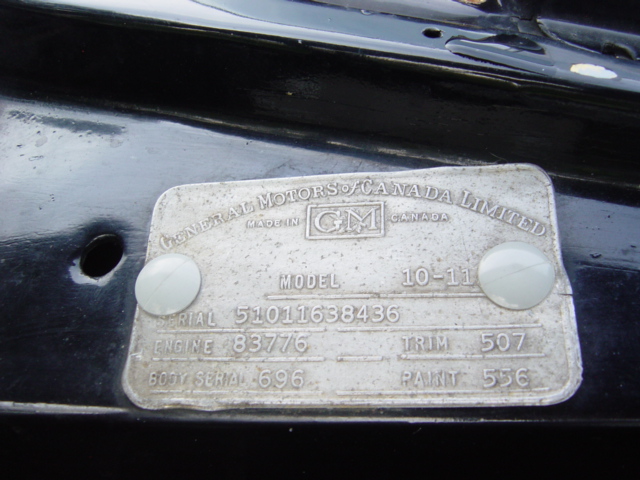 GENERAL MOTORS of CANADA LIMITED
MADE IN GM CANADA
MODEL 10-11
SERIAL 51011638436
ENGINE 83776 TRIM 507
BODY SERIAL 696 PAINT 556